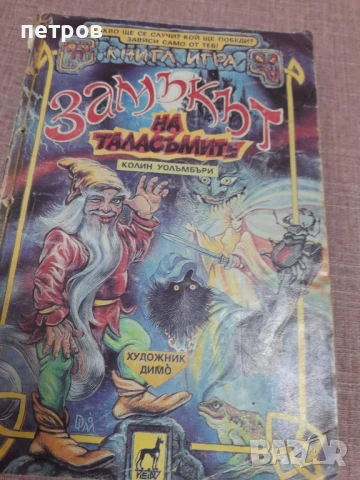 петров
КАКВО ЩЕ СЕ СЛУЧИ? КОЙ ЩЕ ПОБЕДИ?
ЗАВИСИ САМО ОТ ТЕБ!
КНИГА ИГРА
ЗАМЪКЪТ
НА
ТАЛАСЪМИТЕ
КОЛИН УОЛЪМБЪРИ
ХУДОЖНИК
ДИМО
BAZAR